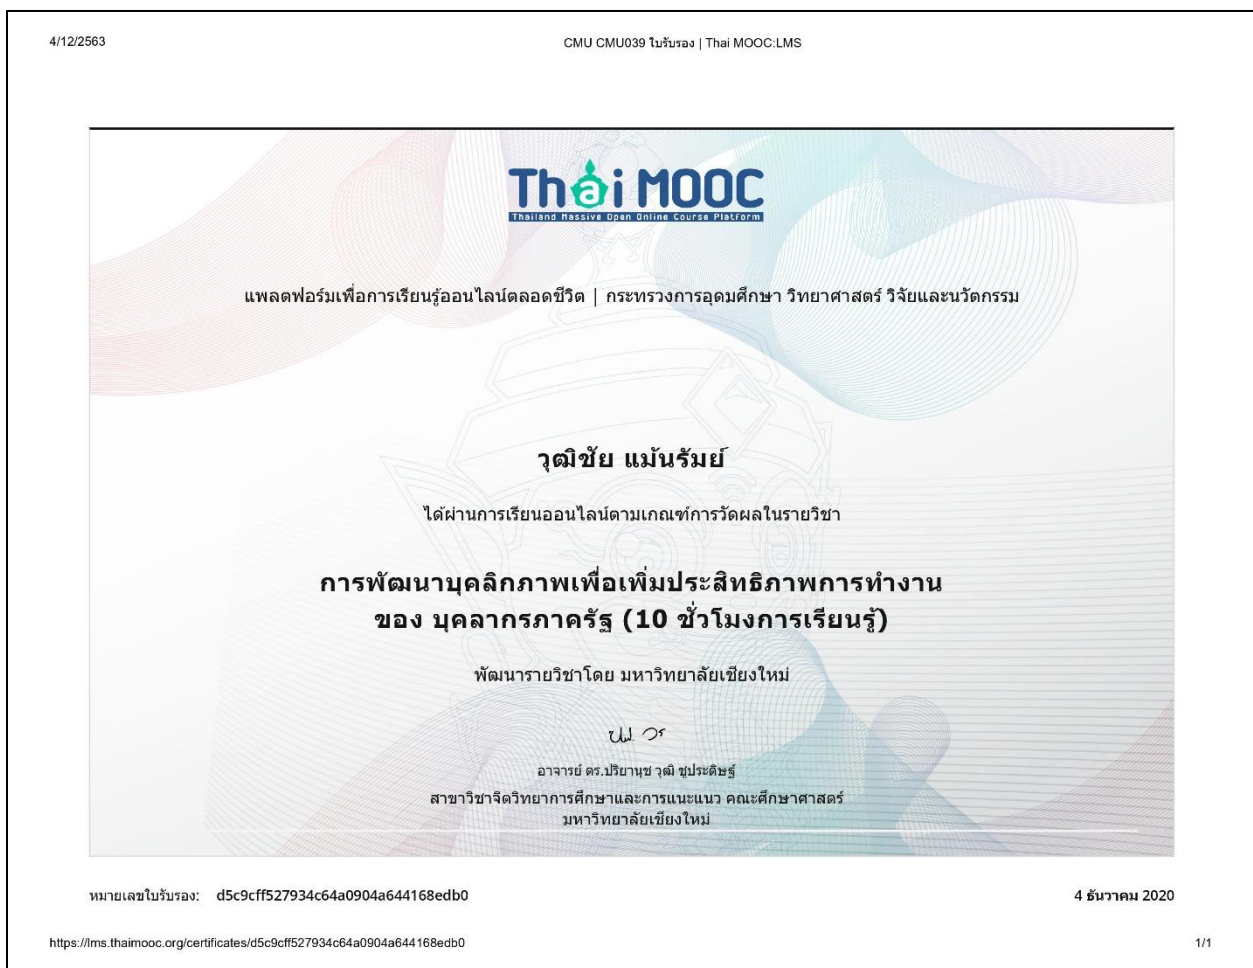 4/12/2563
CMU CMU039 ใบรับรอง | Thai MOOC:LMS
Thai MOOC
Thailand Massive Open Online Course Platform
แพลตฟอร์มเพื่อการเรียนรู้ออนไลน์ตลอดชีวิต | กระทรวงการอุดมศึกษา วิทยาศาสตร์ วิจัยและนวัตกรรม
วุฒิชัย แม้นรัมย์
ได้ผ่านการเรียนออนไลน์ตามเกณฑ์การวัดผลในรายวิชา
การพัฒนาบุคลิกภาพเพื่อเพิ่มประสิทธิภาพการทำงาน
ของ บุคลากรภาครัฐ (10 ชั่วโมงการเรียนรู้)
พัฒนารายวิชาโดย มหาวิทยาลัยเชียงใหม่
อาจารย์ ดร.ปริยานุช วุฒิ ชูประดิษฐ์
สาขาวิชาจิตวิทยาการศึกษาและการแนะแนว คณะศึกษาศาสตร์
มหาวิทยาลัยเชียงใหม่
หมายเลขใบรับรอง: d5c9cff527934c64a0904a644168edb0
4 ธันวาคม 2020
https://lms.thaimooc.org/certificates/d5c9cff527934c64a0904a644168edb0
1/1